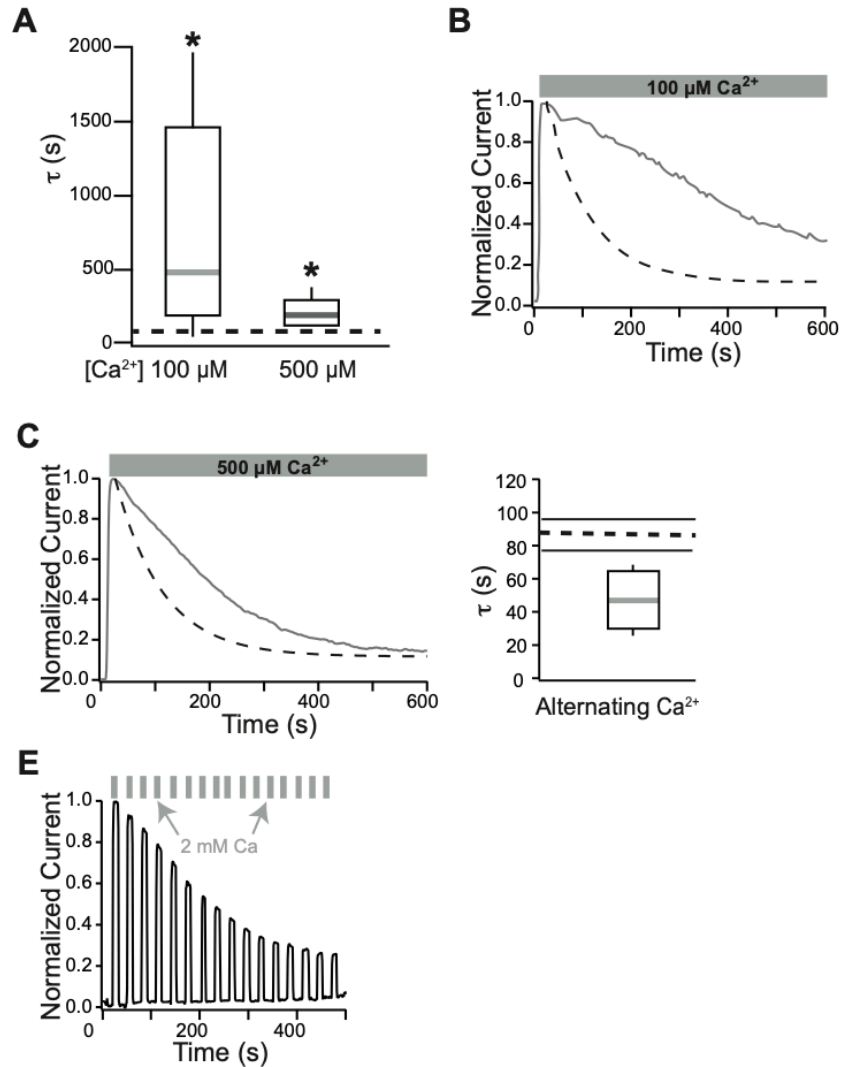 A
2000
1500
1000
500
0
τ (s)
*
*
[Ca²⁺] 100 µM
500 µM
B
100 µM Ca²⁺
1.0
0.8
0.6
0.4
0.2
0.0
Normalized Current
0
200
400
600
Time (s)
C
500 µM Ca²⁺
1.0
0.8
0.6
0.4
0.2
0.0
Normalized Current
0
200
400
600
Time (s)
120
100
80
60
40
20
0
τ (s)
Alternating Ca²⁺
E
2 mM Ca
1.0
0.8
0.6
0.4
0.2
0.0
Normalized Current
0
200
400
Time (s)